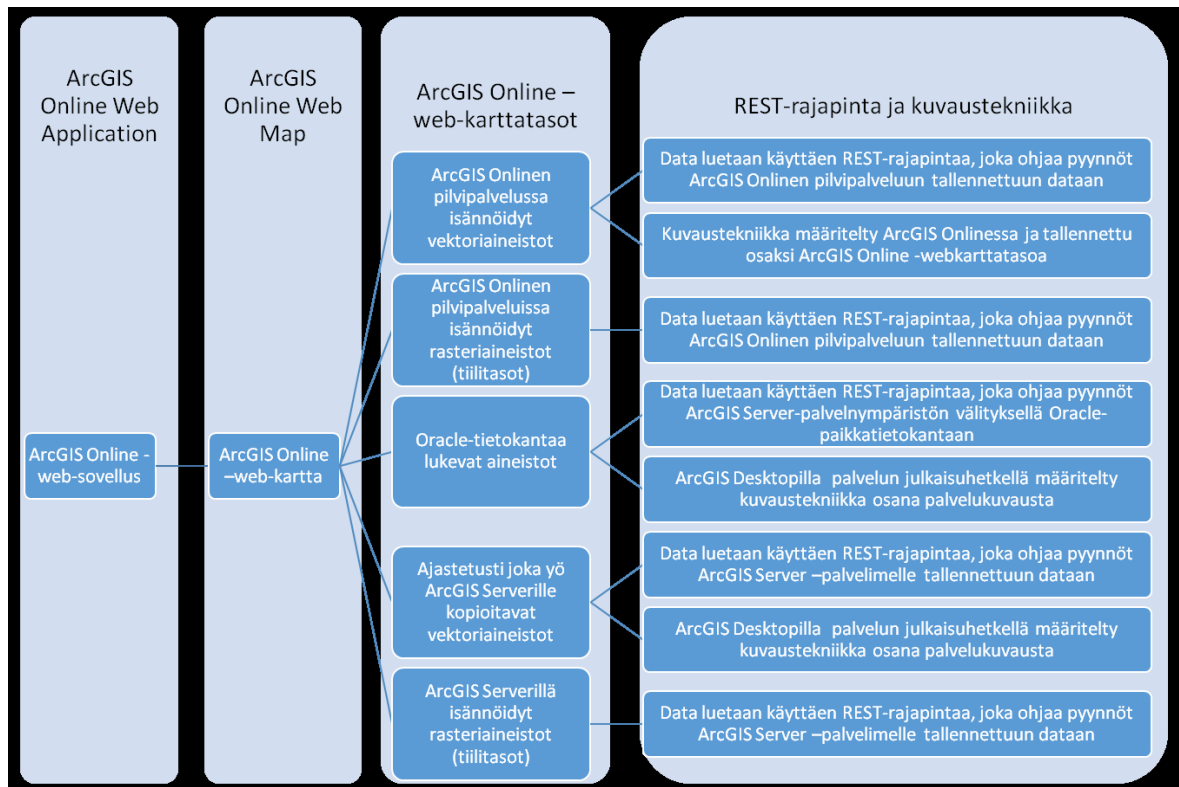 ArcGIS
Online Web
Application
ArcGIS Online -
web-sovellus
ArcGIS
Online Web
Map
ArcGIS Online
–web-kartta
ArcGIS Online –
web-karttatasot
ArcGIS Onlinen
pilvipalvelussa
isännöidyt
vektoriaineistot
ArcGIS Onlinen
pilvipalveluissa
isännöidyt
rasteriaineistot
(tiilitasot)
Oracle-tietokantaa
lukevat aineistot
Ajastetusti joka yö
ArcGIS Serverille
kopioitavat
vektoriaineistot
ArcGIS Serverillä
isännöidyt
rasteriaineistot
(tiilitasot)
REST-rajapinta ja kuvaustekniikka
Data luetaan käyttäen REST-rajapintaa, joka ohjaa pyynnöt
ArcGIS Onlinen pilvipalveluun tallennettuun dataan
Kuvaustekniikka määritelty ArcGIS Onlinessa ja tallennettu
osaksi ArcGIS Online -webkarttatasoa
Data luetaan käyttäen REST-rajapintaa, joka ohjaa pyynnöt
ArcGIS Onlinen pilvipalveluun tallennettuun dataan
Data luetaan käyttäen REST-rajapintaa, joka ohjaa pyynnöt
ArcGIS Server-palvelnympäristön välityksellä Oracle-
paikkatietokantaan
ArcGIS Desktopilla palvelun julkaisuhetkellä määritelty
kuvaustekniikka osana palvelukuvausta
Data luetaan käyttäen REST-rajapintaa, joka ohjaa pyynnöt
ArcGIS Server –palvelimelle tallennettuun dataan
ArcGIS Desktopilla palvelun julkaisuhetkellä määritelty
kuvaustekniikka osana palvelukuvausta
Data luetaan käyttäen REST-rajapintaa, joka ohjaa pyynnöt
ArcGIS Server –palvelimelle tallennettuun dataan